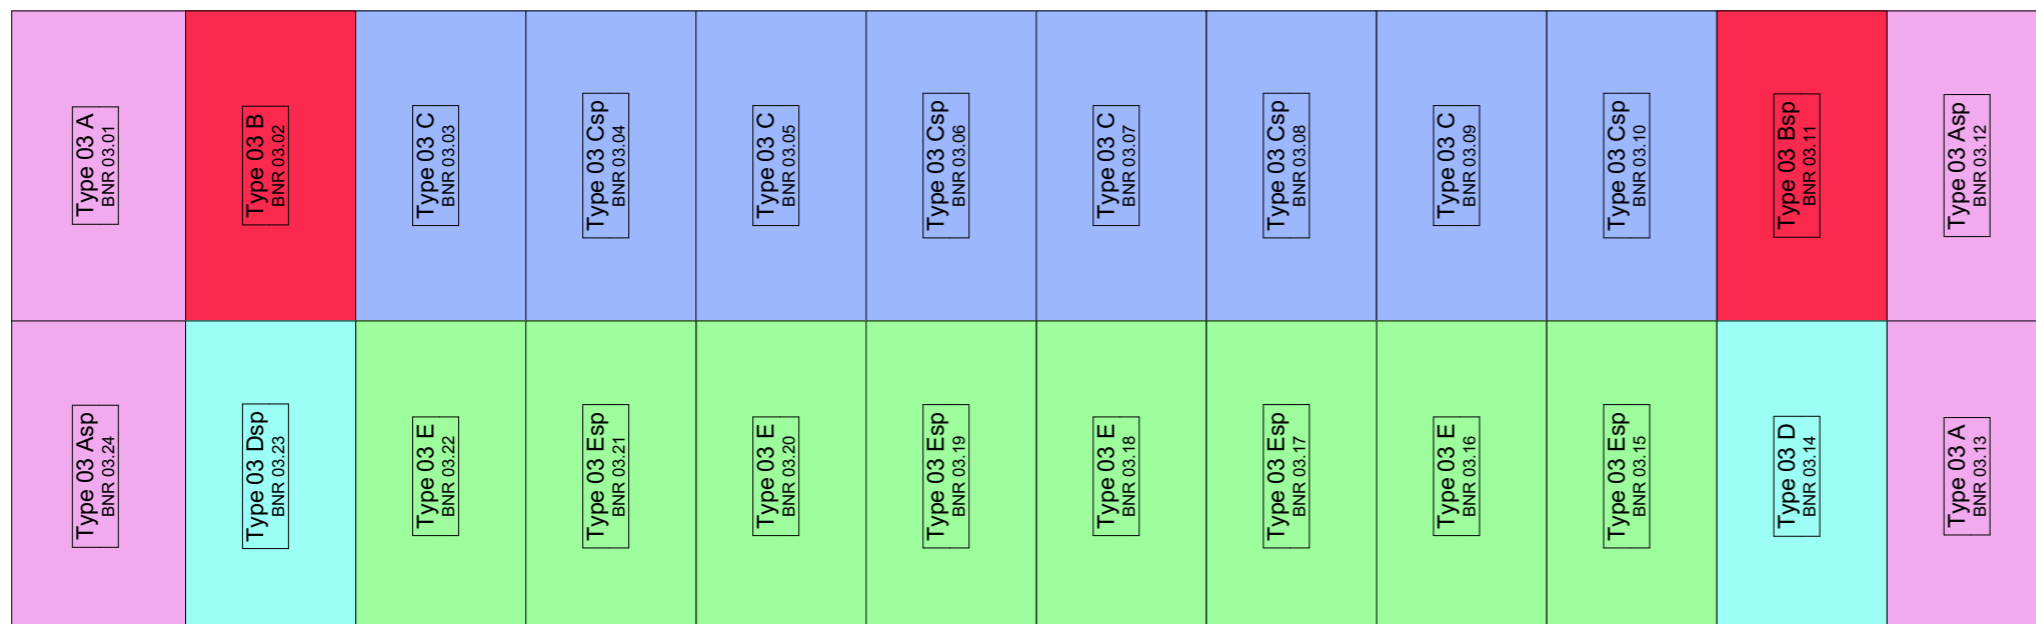 Type 03 A
BNR 03.01
Type 03 B
BNR 03.02
Type 03 C
BNR 03.03
Type 03 Csp
BNR 03.04
Type 03 C
BNR 03.05
Type 03 Csp
BNR 03.06
Type 03 C
BNR 03.07
Type 03 Csp
BNR 03.08
Type 03 C
BNR 03.09
Type 03 Csp
BNR 03.10
Type 03 Bsp
BNR 03.11
Type 03 Asp
BNR 03.12
Type 03 Asp
BNR 03.24
Type 03 Dsp
BNR 03.23
Type 03 E
BNR 03.22
Type 03 Esp
BNR 03.21
Type 03 E
BNR 03.20
Type 03 Esp
BNR 03.19
Type 03 E
BNR 03.18
Type 03 Esp
BNR 03.17
Type 03 E
BNR 03.16
Type 03 Esp
BNR 03.15
Type 03 D
BNR 03.14
Type 03 A
BNR 03.13